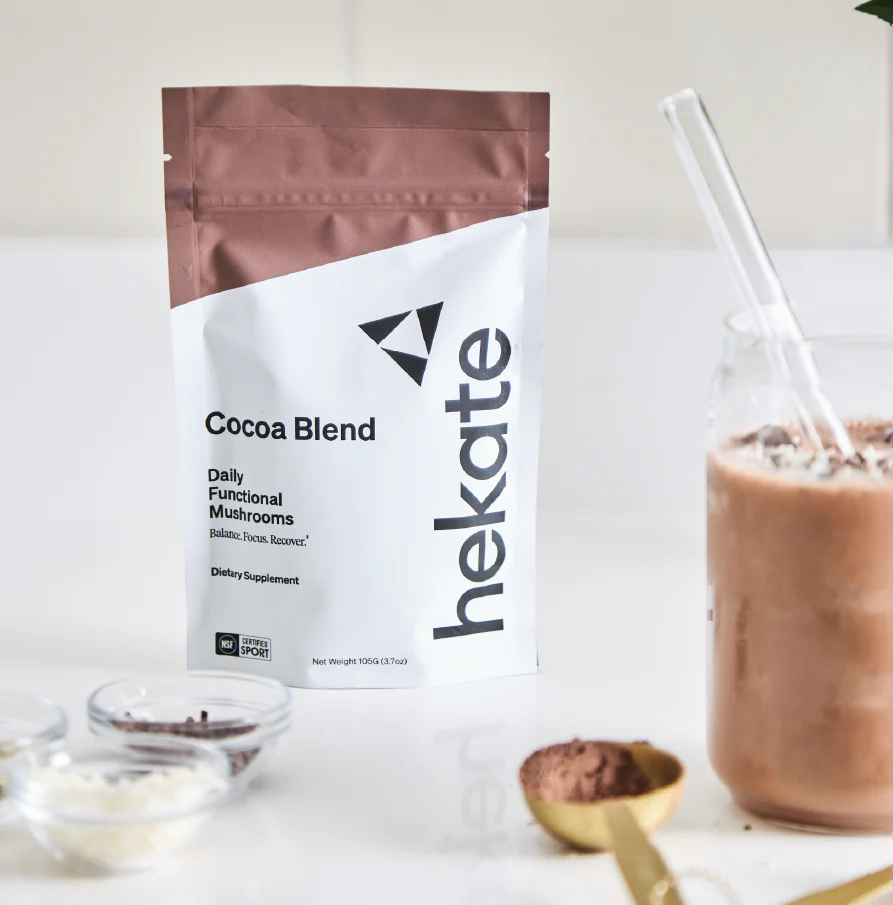 hekate
Cocoa Blend
Daily
Functional
Mushrooms
Balance. Focus. Recover.‡
Dietary Supplement
NSF
CERTIFIED
SPORT
Net Weight 105G (3.7oz)